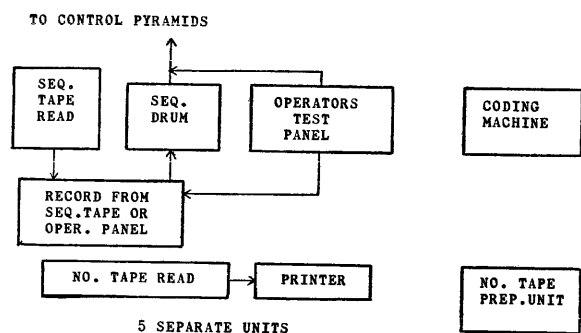 TO CONTROL PYRAMIDS
SEQ.
TAPE
READ
SEQ.
DRUM
OPERATORS
TEST
PANEL
CODING
MACHINE
RECORD FROM
SEQ.TAPE OR
OPER. PANEL
NO. TAPE READ
PRINTER
NO. TAPE
PREP.UNIT
5 SEPARATE UNITS